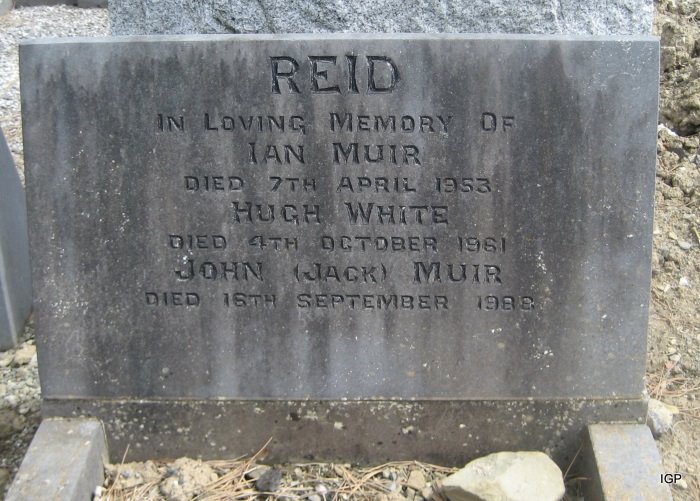 REID
IN LOVING MEMORY OF
IAN MUIR
DIED 7TH APRIL 1953
HUGH WHITE
DIED 4TH OCTOBER 1961
JOHN (JACK) MUIR
DIED 16TH SEPTEMBER 1988
IGP